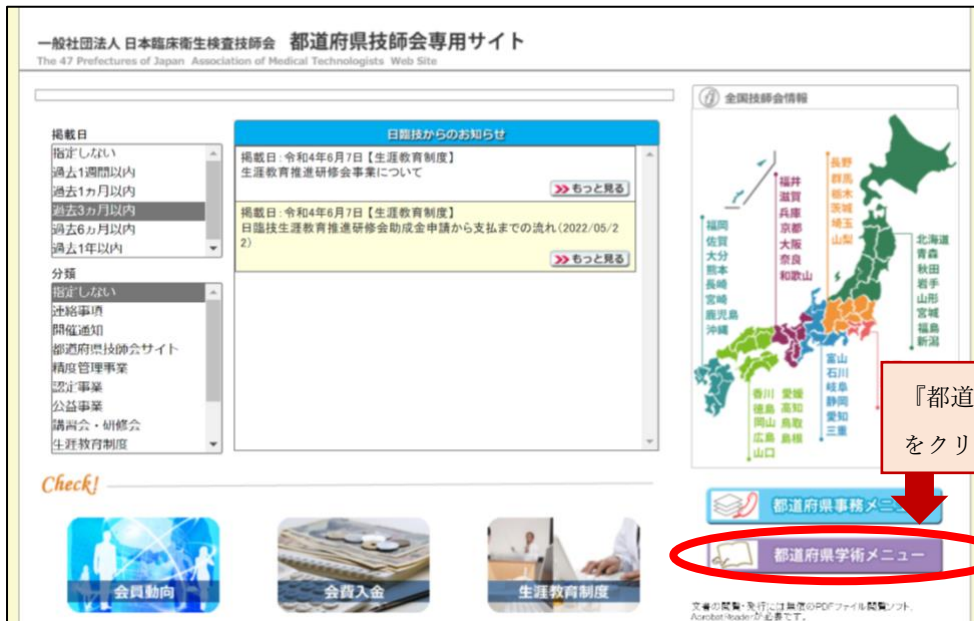 一般社団法人 日本臨床衛生検査技師会 都道府県技師会専用サイト
The 47 Prefectures of Japan Association of Medical Technologists Web Site
掲載日
指定しない
過去1週間以内
過去1ヵ月以内
過去3ヵ月以内
過去6ヵ月以内
過去1年以内
分類
指定しない
連絡事項
開催通知
都道府県技師会サイト
精度管理事業
認定事業
公益事業
講習会・研修会
生涯教育制度
日臨技からのお知らせ
掲載日:令和4年6月7日【生涯教育制度】
生涯教育推進研修会事業について
もっと見る
掲載日:令和4年6月7日【生涯教育制度】
日臨技生涯教育推進研修会助成金申請から支払までの流れ(2022/05/2
2)
もっと見る
全国技師会情報
長野
群馬
栃木
茨城
埼玉
山梨
福井
滋賀
兵庫
京都
大阪
奈良
和歌山
福岡
佐賀
大分
熊本
長崎
宮崎
鹿児島
沖縄
北海道
青森
秋田
岩手
山形
宮城
福島
新潟
富山
石川
岐阜
静岡
愛知
三重
香川 愛媛
徳島 高知
岡山 鳥取
広島 島根
山口
『都道
をクリ
Check!
会員動向
会費入金
生涯教育制度
都道府県事務メニュ
都道府県学術メニュー
文書の閲覧・発行には無償のPDFファイル閲覧ソフト、
AcrobatReaderが必要です。